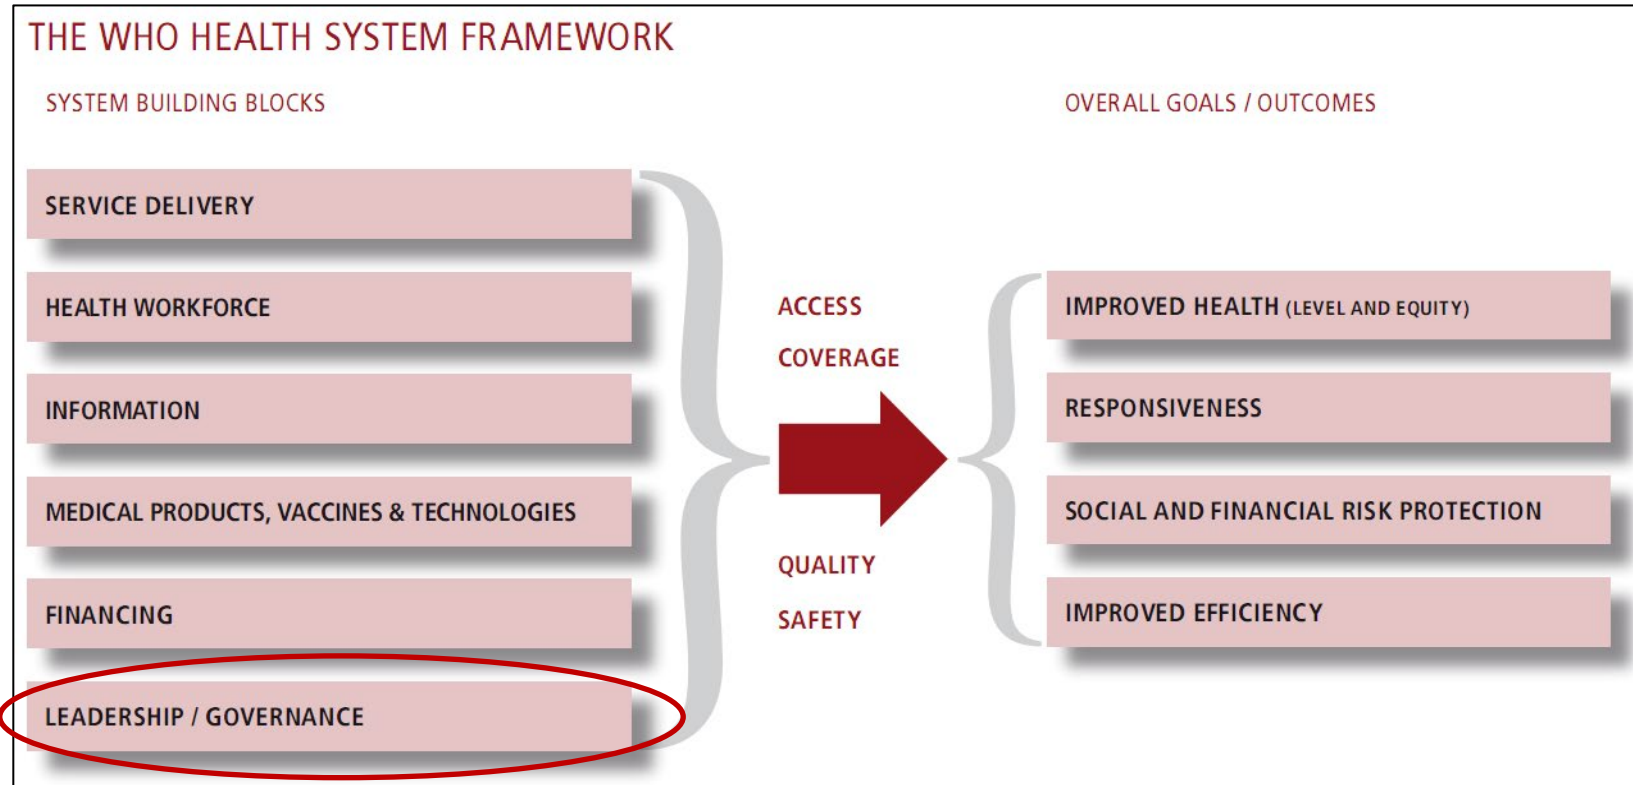 THE WHO HEALTH SYSTEM FRAMEWORK
SYSTEM BUILDING BLOCKS
SERVICE DELIVERY
HEALTH WORKFORCE
INFORMATION
MEDICAL PRODUCTS, VACCINES & TECHNOLOGIES
FINANCING
LEADERSHIP / GOVERNANCE
ACCESS
COVERAGE
QUALITY
SAFETY
OVERALL GOALS / OUTCOMES
IMPROVED HEALTH (LEVEL AND EQUITY)
RESPONSIVENESS
SOCIAL AND FINANCIAL RISK PROTECTION
IMPROVED EFFICIENCY